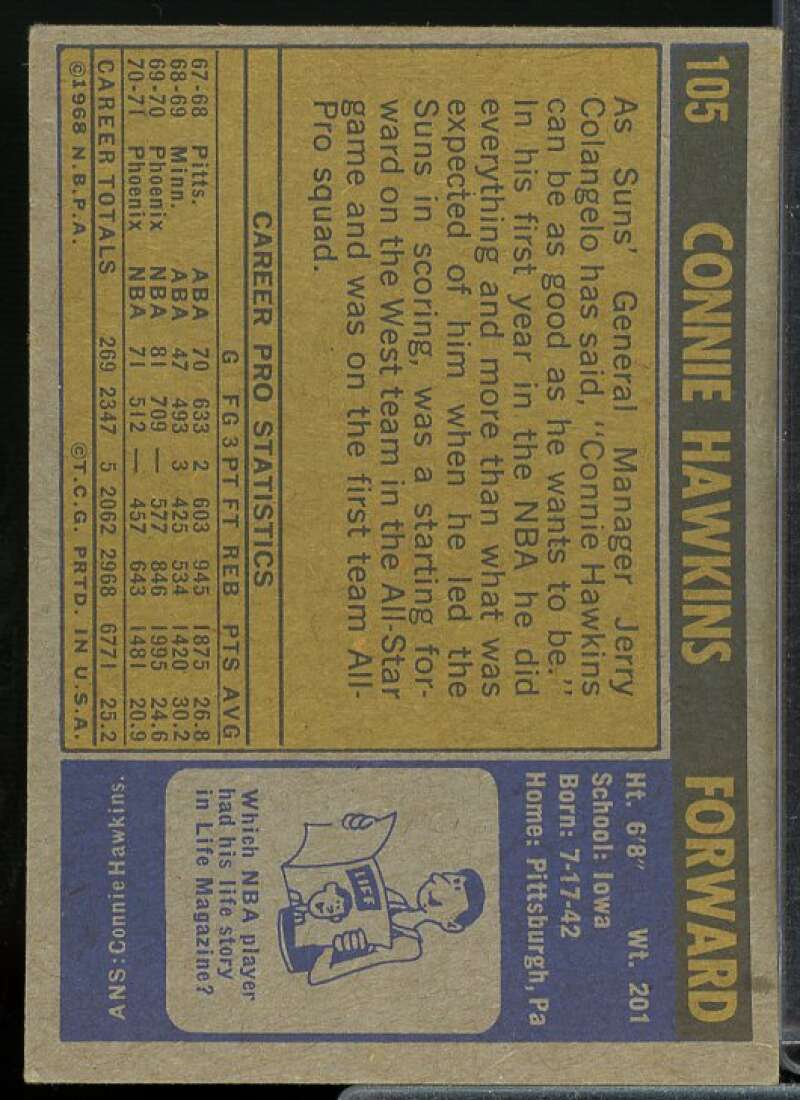 105 CONNIE HAWKINS FORWARD
As Suns' General Manager Jerry
Colangelo has said, "Connie Hawkins
can be as good as he wants to be."
In his first year in the NBA he did
everything and more than what was
expected of him when he led the
Suns in scoring, was a starting for-
ward on the West team in the All-Star
game and was on the first team All-
Pro squad.
CAREER PRO STATISTICS
G FG 3PT FT REB PTS AVG
67-68 Pitts. ABA 70 633 2 603 945 1875 26.8
68-69 Minn. ABA 47 493 3 425 534 1420 30.2
69-70 Phoenix NBA 81 709 — 577 846 1995 24.6
70-71 Phoenix NBA 71 512 — 457 643 1481 20.9
CAREER TOTALS 269 2347 5 2062 2968 6771 25.2
©1968 N.B.P.A. ©T.C.G. PRTD. IN U.S.A.
Ht. 6'8" Wt. 201
School: Iowa
Born: 7-17-42
Home: Pittsburgh, Pa
LIFE
Which NBA player
had his life story
in Life Magazine?
ANS: Connie Hawkins.